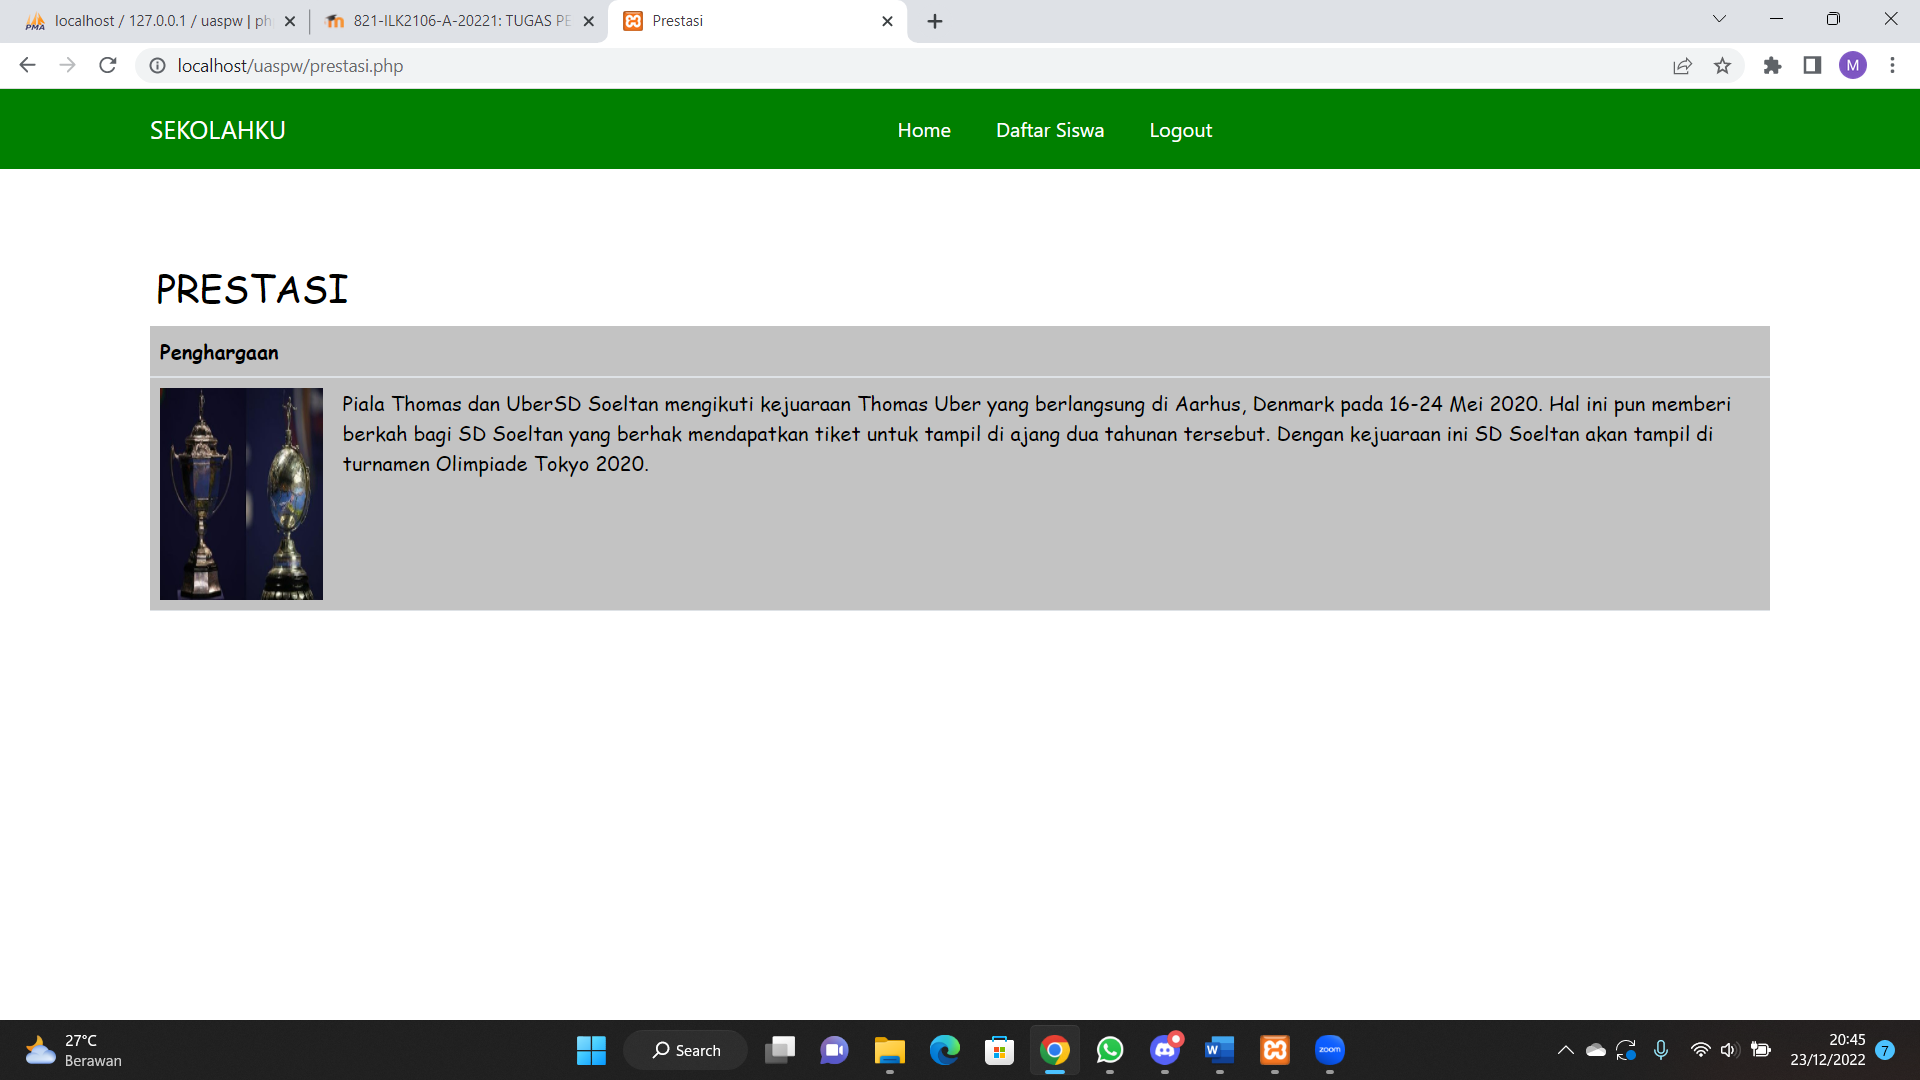 localhost / 127.0.0.1 / uaspw | ph
821-ILK2106-A-20221: TUGAS PE
Prestasi
localhost/uaspw/prestasi.php
M
SEKOLAHKU
Home
Daftar Siswa
Logout
PRESTASI
Penghargaan
Piala Thomas dan UberSD Soeltan mengikuti kejuaraan Thomas Uber yang berlangsung di Aarhus, Denmark pada 16-24 Mei 2020. Hal ini pun memberi
berkah bagi SD Soeltan yang berhak mendapatkan tiket untuk tampil di ajang dua tahunan tersebut. Dengan kejuaraan ini SD Soeltan akan tampil di
turnamen Olimpiade Tokyo 2020.
27°C
Berawan
Search
zoom
20:45
23/12/2022
7